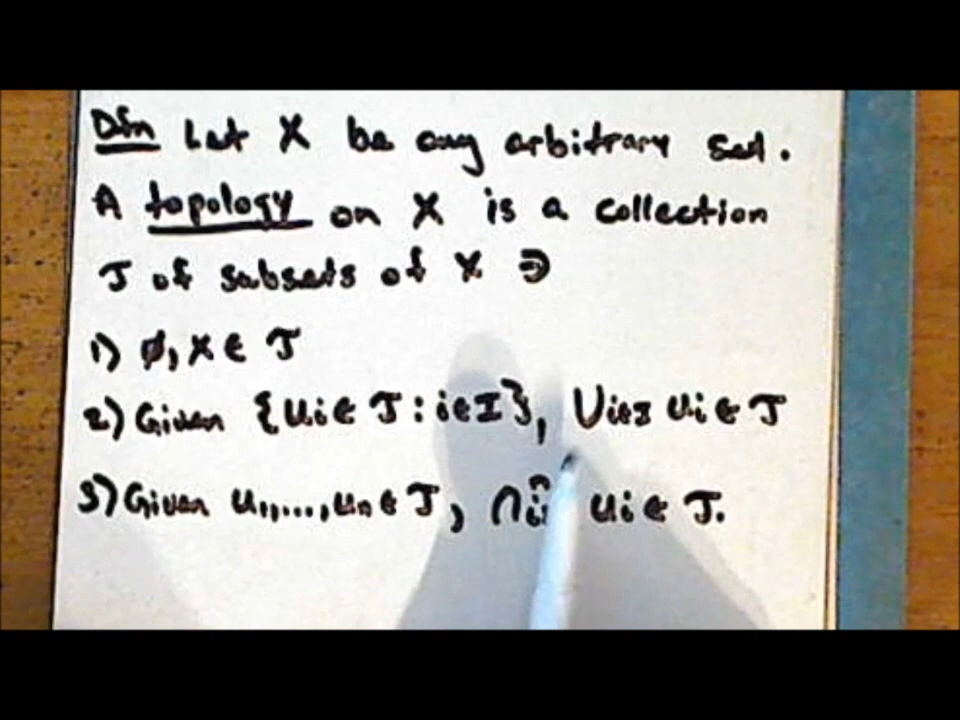 Dfn Let X be any arbitrary set.
A topology on X is a collection
T of subsets of X ∋
1) ∅, X ∈ T
2) Given {Ui ∈ T : i∈I}, ∪i∈I Ui ∈ T
3) Given U1,...,Un ∈ T, ∩i Ui ∈ T.